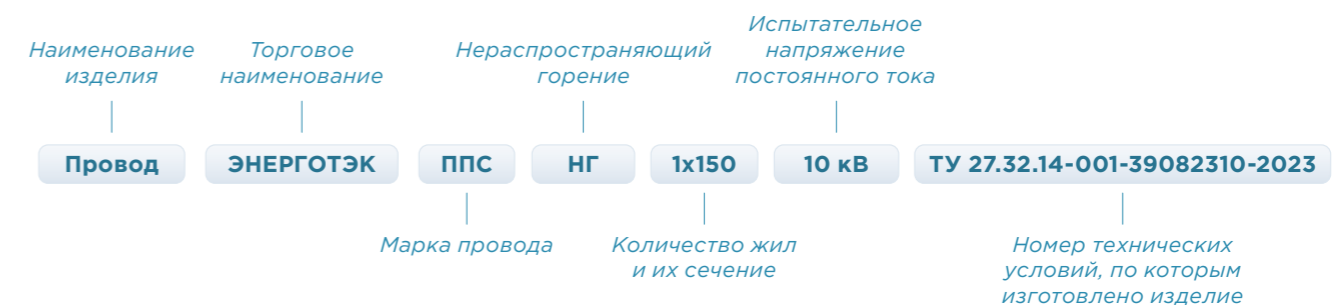 Наименование
изделия
Торговое
наименование
Нераспространяющий
горение
Испытательное
напряжение
постоянного тока
Провод ЭНЕРГОТЭК ППС НГ 1х150 10 кВ ТУ 27.32.14-001-39082310-2023
Марка провода
Количество жил
и их сечение
Номер технических
условий, по которым
изготовлено изделие